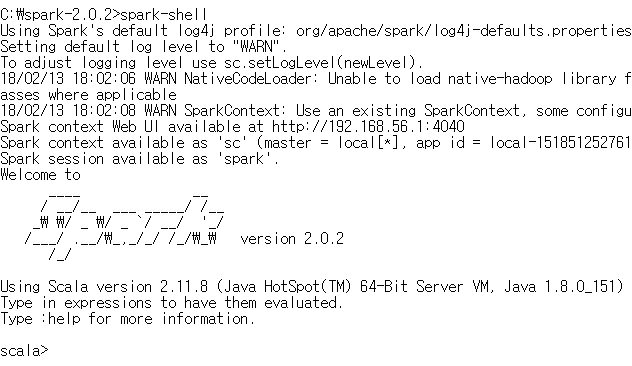 C:₩spark-2.0.2>spark-shell
Using Spark's default log4j profile: org/apache/spark/log4j-defaults.properties
Setting default log level to "WARN".
To adjust logging level use sc.setLogLevel(newLevel).
18/02/13 18:02:06 WARN NativeCodeLoader: Unable to load native-hadoop library f
asses where applicable
18/02/13 18:02:08 WARN SparkContext: Use an existing SparkContext, some configu
Spark context Web UI available at http://192.168.56.1:4040
Spark context available as 'sc' (master = local[*], app id = local-151851252761
Spark session available as 'spark'.
Welcome to
      ____              __
     / __/__  ___ _____/ /__
    _₩ ₩/ _ ₩/ _ `/ __/  '_/
   /___/ .__/₩_,_/_/ /_/₩_₩   version 2.0.2
      /_/
Using Scala version 2.11.8 (Java HotSpot(TM) 64-Bit Server VM, Java 1.8.0_151)
Type in expressions to have them evaluated.
Type :help for more information.
scala>